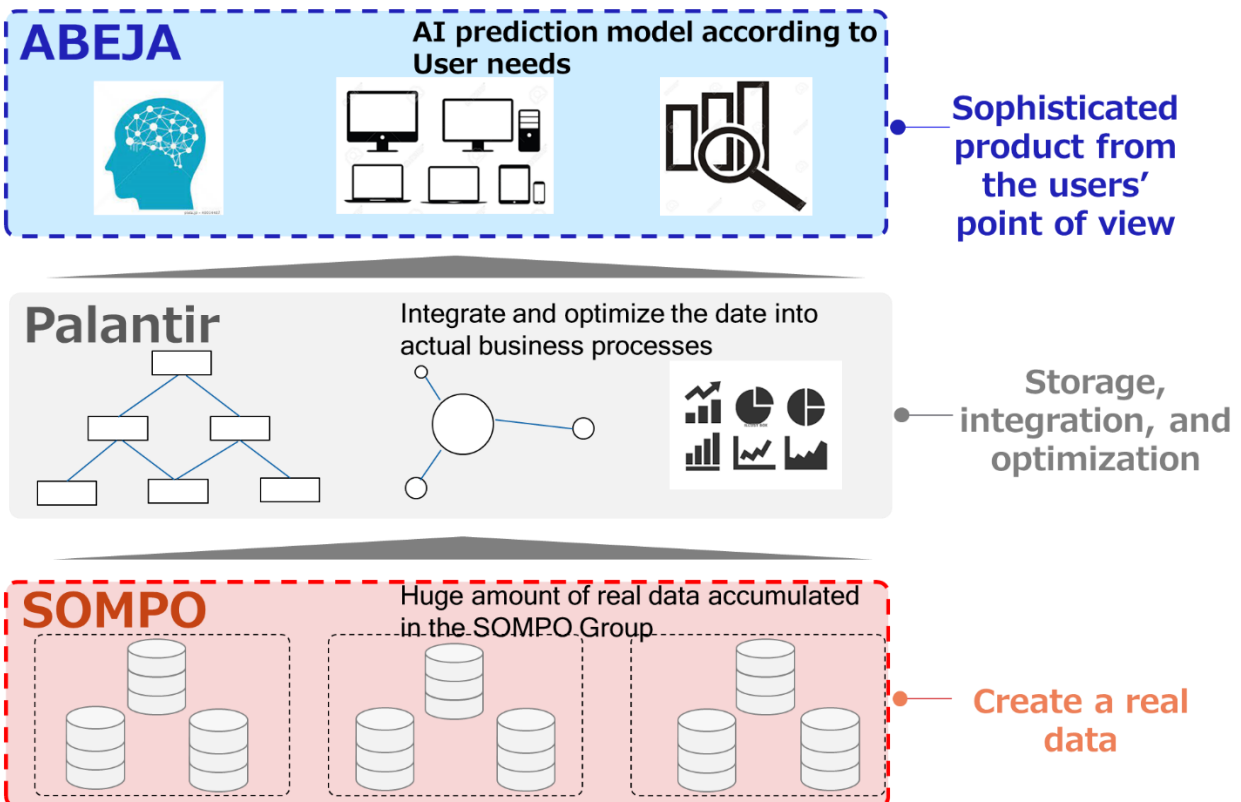 ABEJA
AI prediction model according to
User needs
Sophisticated
product from
the users’
point of view
Palantir
Integrate and optimize the date into
actual business processes
Storage,
integration, and
optimization
SOMPO
Huge amount of real data accumulated
in the SOMPO Group
Create a real
data